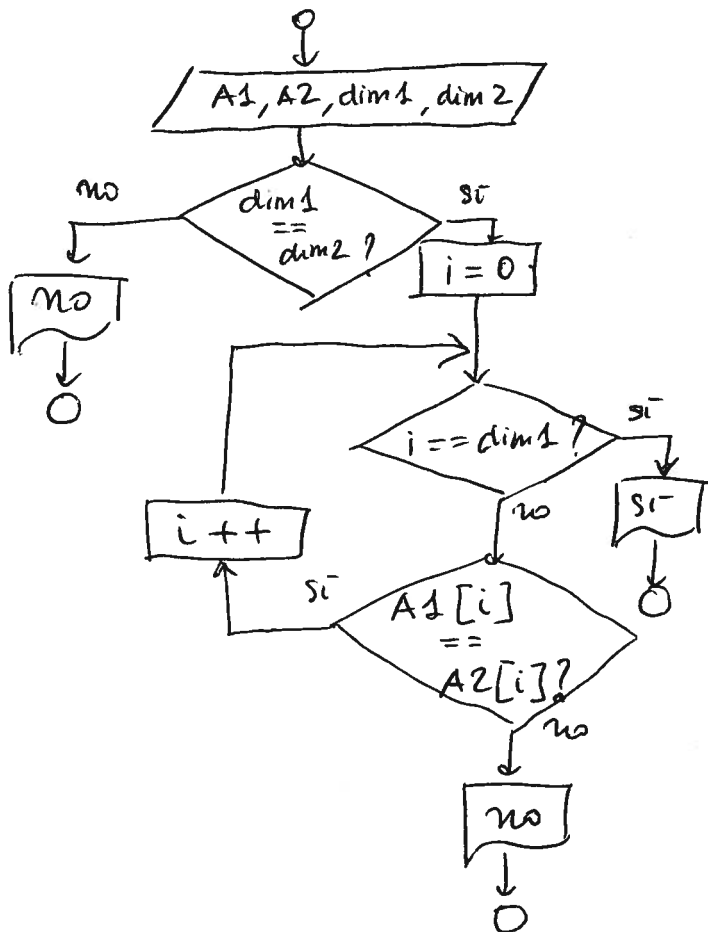 A1, A2, dim1, dim2
no
dim1
==
dim2 ?
sì
no
i = 0
i == dim1 ?
sì
sì
no
i ++
sì
A1[i]
==
A2[i]?
no
no